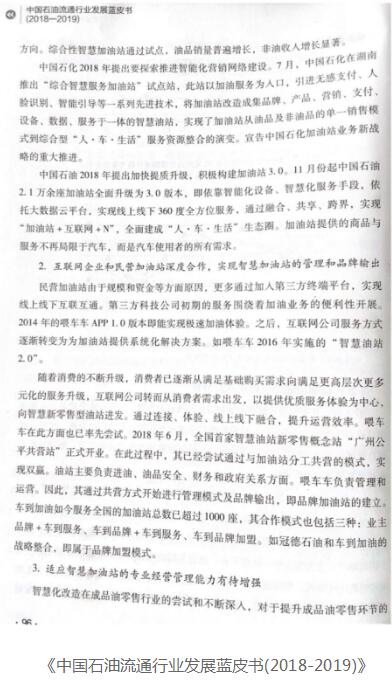 中国石油流通行业发展蓝皮书
(2018—2019)
方向。综合性智慧加油站通过试点，油品销量普遍增长，非油收入增长显著。
中国石化 2018 年提出要探索推进智能化营销网络建设。7 月，中国石化在湖南
推出“综合智慧服务加油站”试点站，此站以加油服务为入口，引进无感支付、人
脸识别、智能引导等一系列先进技术，将加油站改造成集品牌、产品、营销、支付、
设备、数据、服务于一体的智慧油站，实现了加油站从油品及非油品的单一销售模
式到综合型“人·车·生活”服务资源整合的演变。宣告中国石化加油站业务新战
略的重大推进。
中国石油 2018 年提出加快提质升级，积极构建加油站 3.0。11 月份起中国石油
2.1 万余座加油站全面升级为 3.0 版本，即依靠智能化设备、智慧化服务手段，依
托大数据云平台，实现线上线下 360 度全方位服务，通过融合、共享、跨界，实现
“加油站＋互联网＋N”，全面建成“人·车·生活”生态圈。加油站提供的商品与
服务不再局限于汽车，而是汽车使用者的所有需求。
2. 互联网企业和民营加油站深度合作，实现智慧加油站的管理和品牌输出
民营加油站由于规模和资金等方面原因，更多通过加入第三方终端平台，实现
线上线下互联互通。第三方科技公司初期的服务围绕着加油业务的便利性开展。
2014 年的喂车车 APP 1.0 版本即能实现极速加油体验。之后，互联网公司服务方式
逐渐转变为为加油站提供系统化解决方案。如喂车车 2016 年实施的“智慧油站
2.0”。
随着消费的不断升级，消费者已逐渐从满足基础购买需求向满足更高层次更多
元化的服务升级，互联网公司转而从消费者需求出发，以提供优质服务体验为中心，
向智慧新零售型油站进发。通过连接、体验、线上线下融合，提升运营效率。喂车
车在此方面也已率先尝试。2018 年 6 月，全国首家智慧油站新零售概念站“广州公
平共营站”正式开业。在此过程中，其已经尝试通过与加油站分工共营的模式，实
现双赢。油站主要负责进油、油品安全、财务和政府关系方面。喂车车负责管理和
运营。因此，其通过共营方式开始进行管理模式及品牌输出，即品牌加油站的建立。
车到加油如今服务全国的加油站总数已超过 1000 座，其合作模式也包括三种：业主
品牌＋车到服务、车到品牌＋车到服务、车到品牌加盟。如冠德石油和车到加油的
战略整合，即属于品牌加盟模式。
3. 适应智慧加油站的专业经营管理能力有待增强
智慧化改造在成品油零售行业的尝试和不断深入，对于提升成品油零售环节的
·96·
《中国石油流通行业发展蓝皮书(2018-2019)》